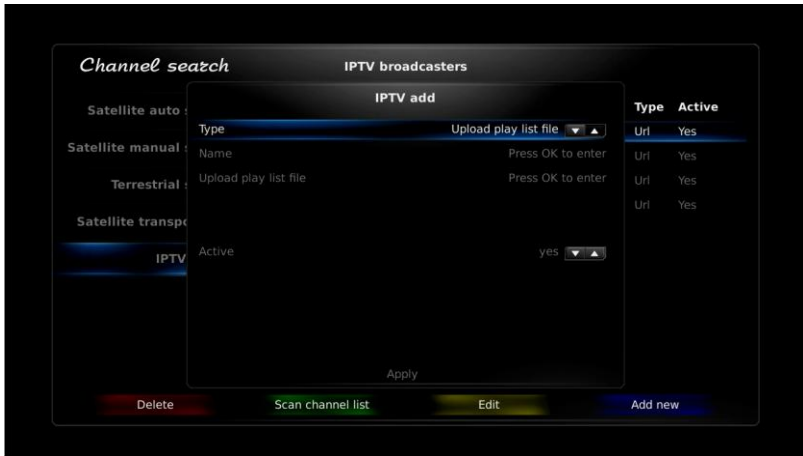 Channel search
IPTV broadcasters
IPTV add
Type Active
Satellite auto
Type Upload play list file
Url Yes
Satellite manual
Name Press OK to enter
Url Yes
Terrestrial
Upload play list file Press OK to enter
Url Yes
Url Yes
Satellite
Active yes
IPTV
Apply
Delete Scan channel list Edit Add new